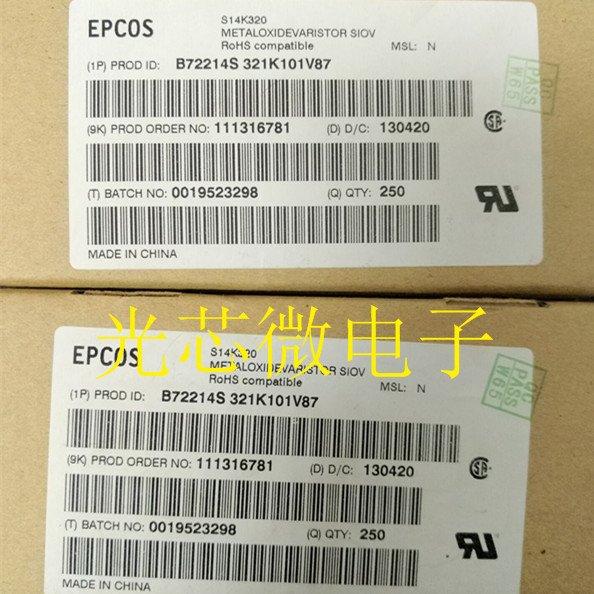 EPCOS
S14K320
METALOXIDEVARISTOR SIOV
RoHS compatible
MSL: N
(1P) PROD ID: B72214S 321K101V87
QC
PASS
W65
(9K) PROD ORDER NO: 111316781 (D) D/C: 130420
(T) BATCH NO: 0019523298 (Q) QTY: 250
MADE IN CHINA
光芯微电子
EPCOS
S14K320
METALOXIDEVARISTOR SIOV
RoHS compatible
MSL: N
(1P) PROD ID: B72214S 321K101V87
QC
PASS
W65
(9K) PROD ORDER NO: 111316781 (D) D/C: 130420
(T) BATCH NO: 0019523298 (Q) QTY: 250
MADE IN CHINA